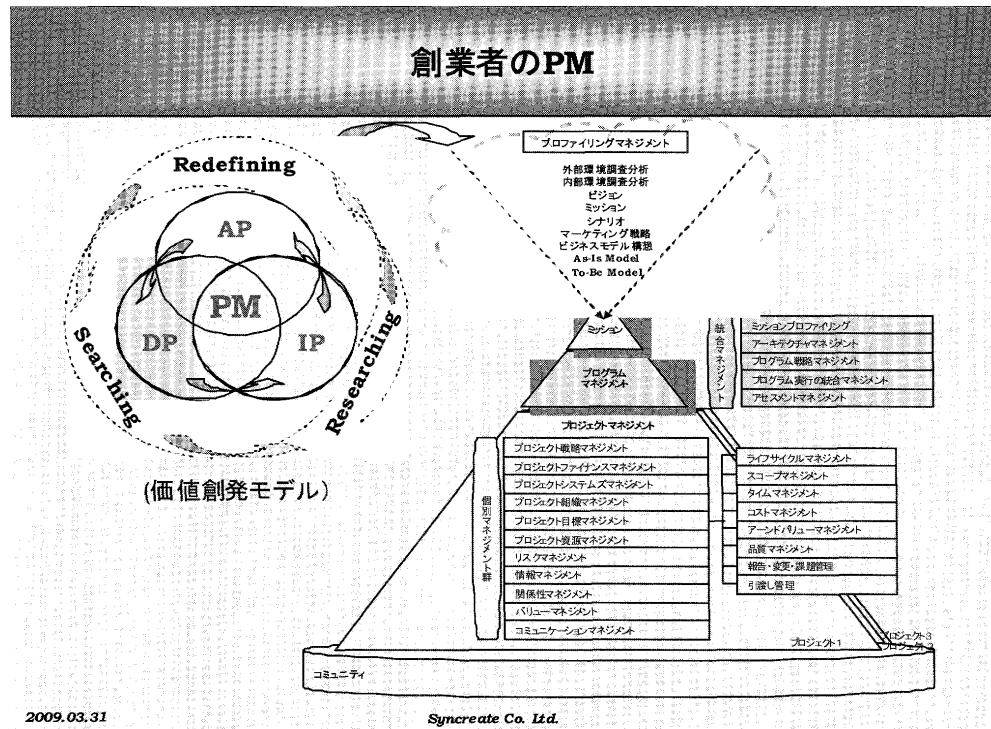 創業者のPM
Redefining
Searching
Researching
AP
DP
IP
PM
(価値創発モデル)
プロファイリングマネジメント
外部環境調査分析
内部環境調査分析
ビジョン
ミッション
シナリオ
マーケティング戦略
ビジネスモデル構想
As-Is Model
To-Be Model
ミッション
プログラム
マネジメント
統合マネジメント
ミッションプロファイリング
アーキテクチャマネジメント
プログラム戦略マネジメント
プログラム実行の統合マネジメント
アセスメントマネジメント
プロジェクトマネジメント
個別マネジメント群
プロジェクト戦略マネジメント
プロジェクトファイナンスマネジメント
プロジェクトシステムズマネジメント
プロジェクト組織マネジメント
プロジェクト目標マネジメント
プロジェクト資源マネジメント
リスクマネジメント
情報マネジメント
関係性マネジメント
バリューマネジメント
コミュニケーションマネジメント
ライフサイクルマネジメント
スコープマネジメント
タイムマネジメント
コストマネジメント
アーンドバリューマネジメント
品質マネジメント
報告・変更・課題管理
引渡し管理
プロジェクト1
プロジェクト3
プロジェクト2
コミュニティ
2009.03.31
Syncreate Co. Ltd.